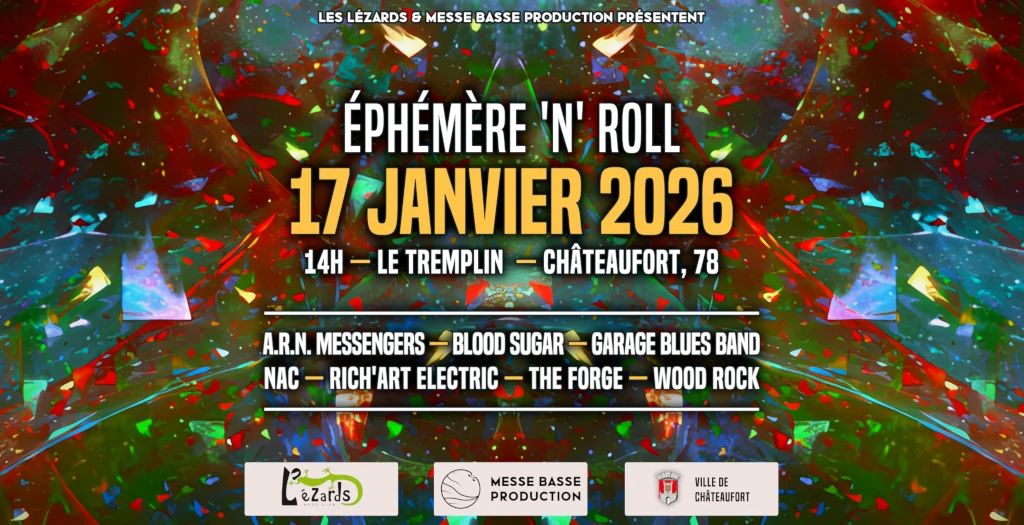 LES LÉZARDS & MESSE BASSE PRODUCTION PRÉSENTENT
ÉPHÉMÈRE 'N' ROLL
17 JANVIER 2026
14H — LE TREMPLIN — CHÂTEAUFORT, 78
A.R.N. MESSENGERS — BLOOD SUGAR — GARAGE BLUES BAND
NAC — RICH'ART ELECTRIC — THE FORGE — WOOD ROCK
LézArds
MESSE BASSE
PRODUCTION
VILLE DE
CHÂTEAUFORT